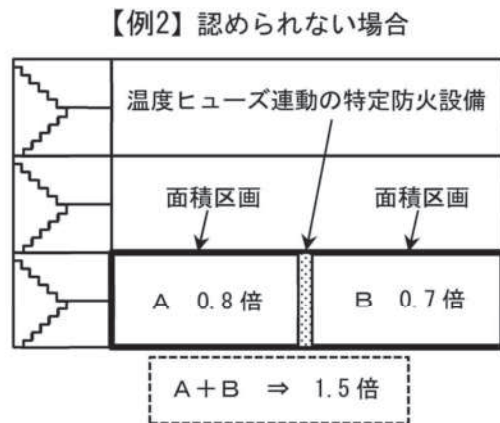 【例2】認められない場合
温度ヒューズ連動の特定防火設備
面積区画
面積区画
A 0.8倍
B 0.7倍
A+B ⇒ 1.5倍